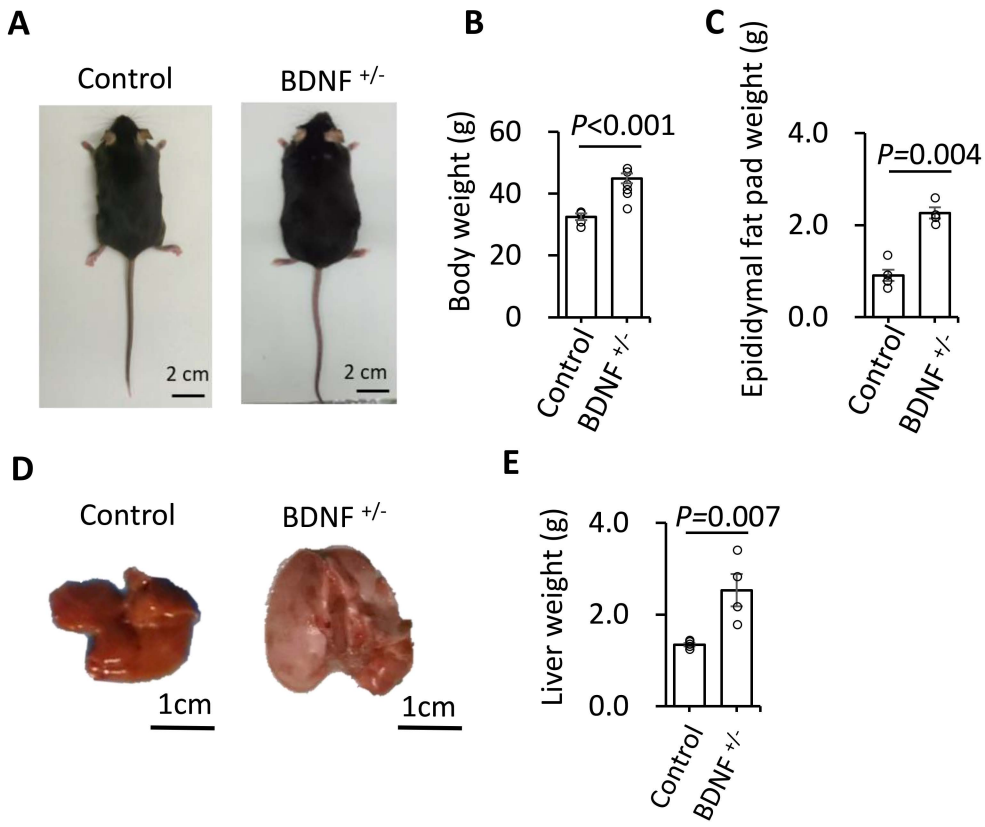 A
Control
BDNF +/-
2 cm
2 cm
B
Body weight (g)
60
40
20
0
P<0.001
Control
BDNF +/-
C
Epididymal fat pad weight (g)
4.0
2.0
0.0
P=0.004
Control
BDNF +/-
D
Control
BDNF +/-
1cm
1cm
E
Liver weight (g)
4.0
2.0
0.0
P=0.007
Control
BDNF +/-